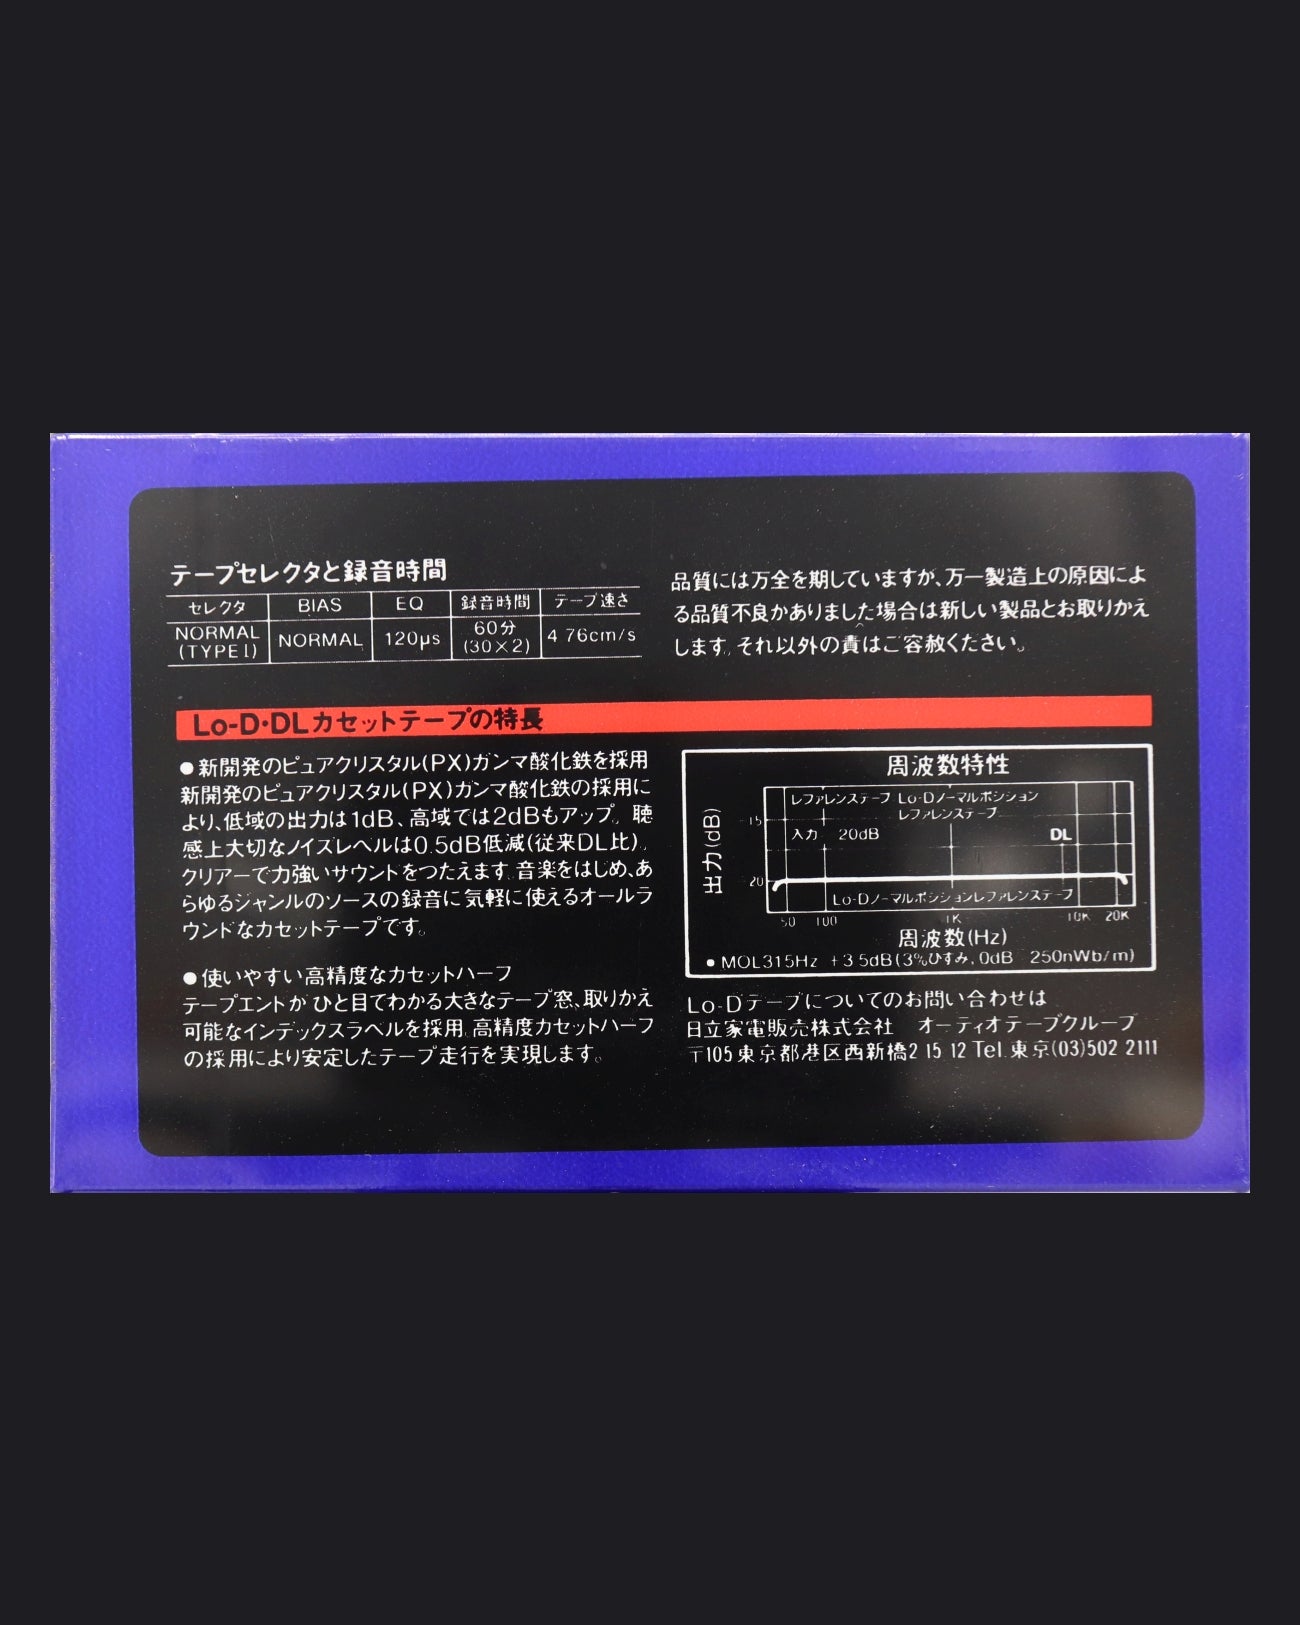 テープセレクタと録音時間
セレクタ BIAS EQ 録音時間 テープ速さ
NORMAL (TYPE I) NORMAL 120μs 60分 (30×2) 4 76cm/s
品質には万全を期していますが、万一製造上の原因によ
る品質不良がありました場合は新しい製品とお取りかえ
します。それ以外の責はご容赦ください。
Lo-D・DLカセットテープの特長
●新開発のピュアクリスタル(PX)ガンマ酸化鉄を採用
新開発のピュアクリスタル(PX)ガンマ酸化鉄の採用に
より、低域の出力は1dB、高域では2dBもアップ。聴
感上大切なノイズレベルは0.5dB低減(従来DL比)。
クリアーで力強いサウンドをつたえます。音楽をはじめ、あ
らゆるジャンルのソースの録音に気軽に使えるオールラ
ウンドなカセットテープです。
●使いやすい高精度なカセットハーフ
テープエンドがひと目でわかる大きなテープ窓、取りかえ
可能なインデックスラベルを採用。高精度カセットハーフ
の採用により安定したテープ走行を実現します。
周波数特性
レファレンステープ Lo-Dノーマルポジション
レファレンステープ
入力 20dB
DL
出力(dB)
-15
20
Lo-Dノーマルポジションレファレンステープ
50 100 1K 10K 20K
周波数(Hz)
●MOL315Hz +3.5dB(3%ひずみ,0dB 250nWb/m)
Lo-Dテープについてのお問い合わせは
日立家電販売株式会社 オーディオテープグループ
〒105東京都港区西新橋2 15 12 Tel.東京(03)502 2111